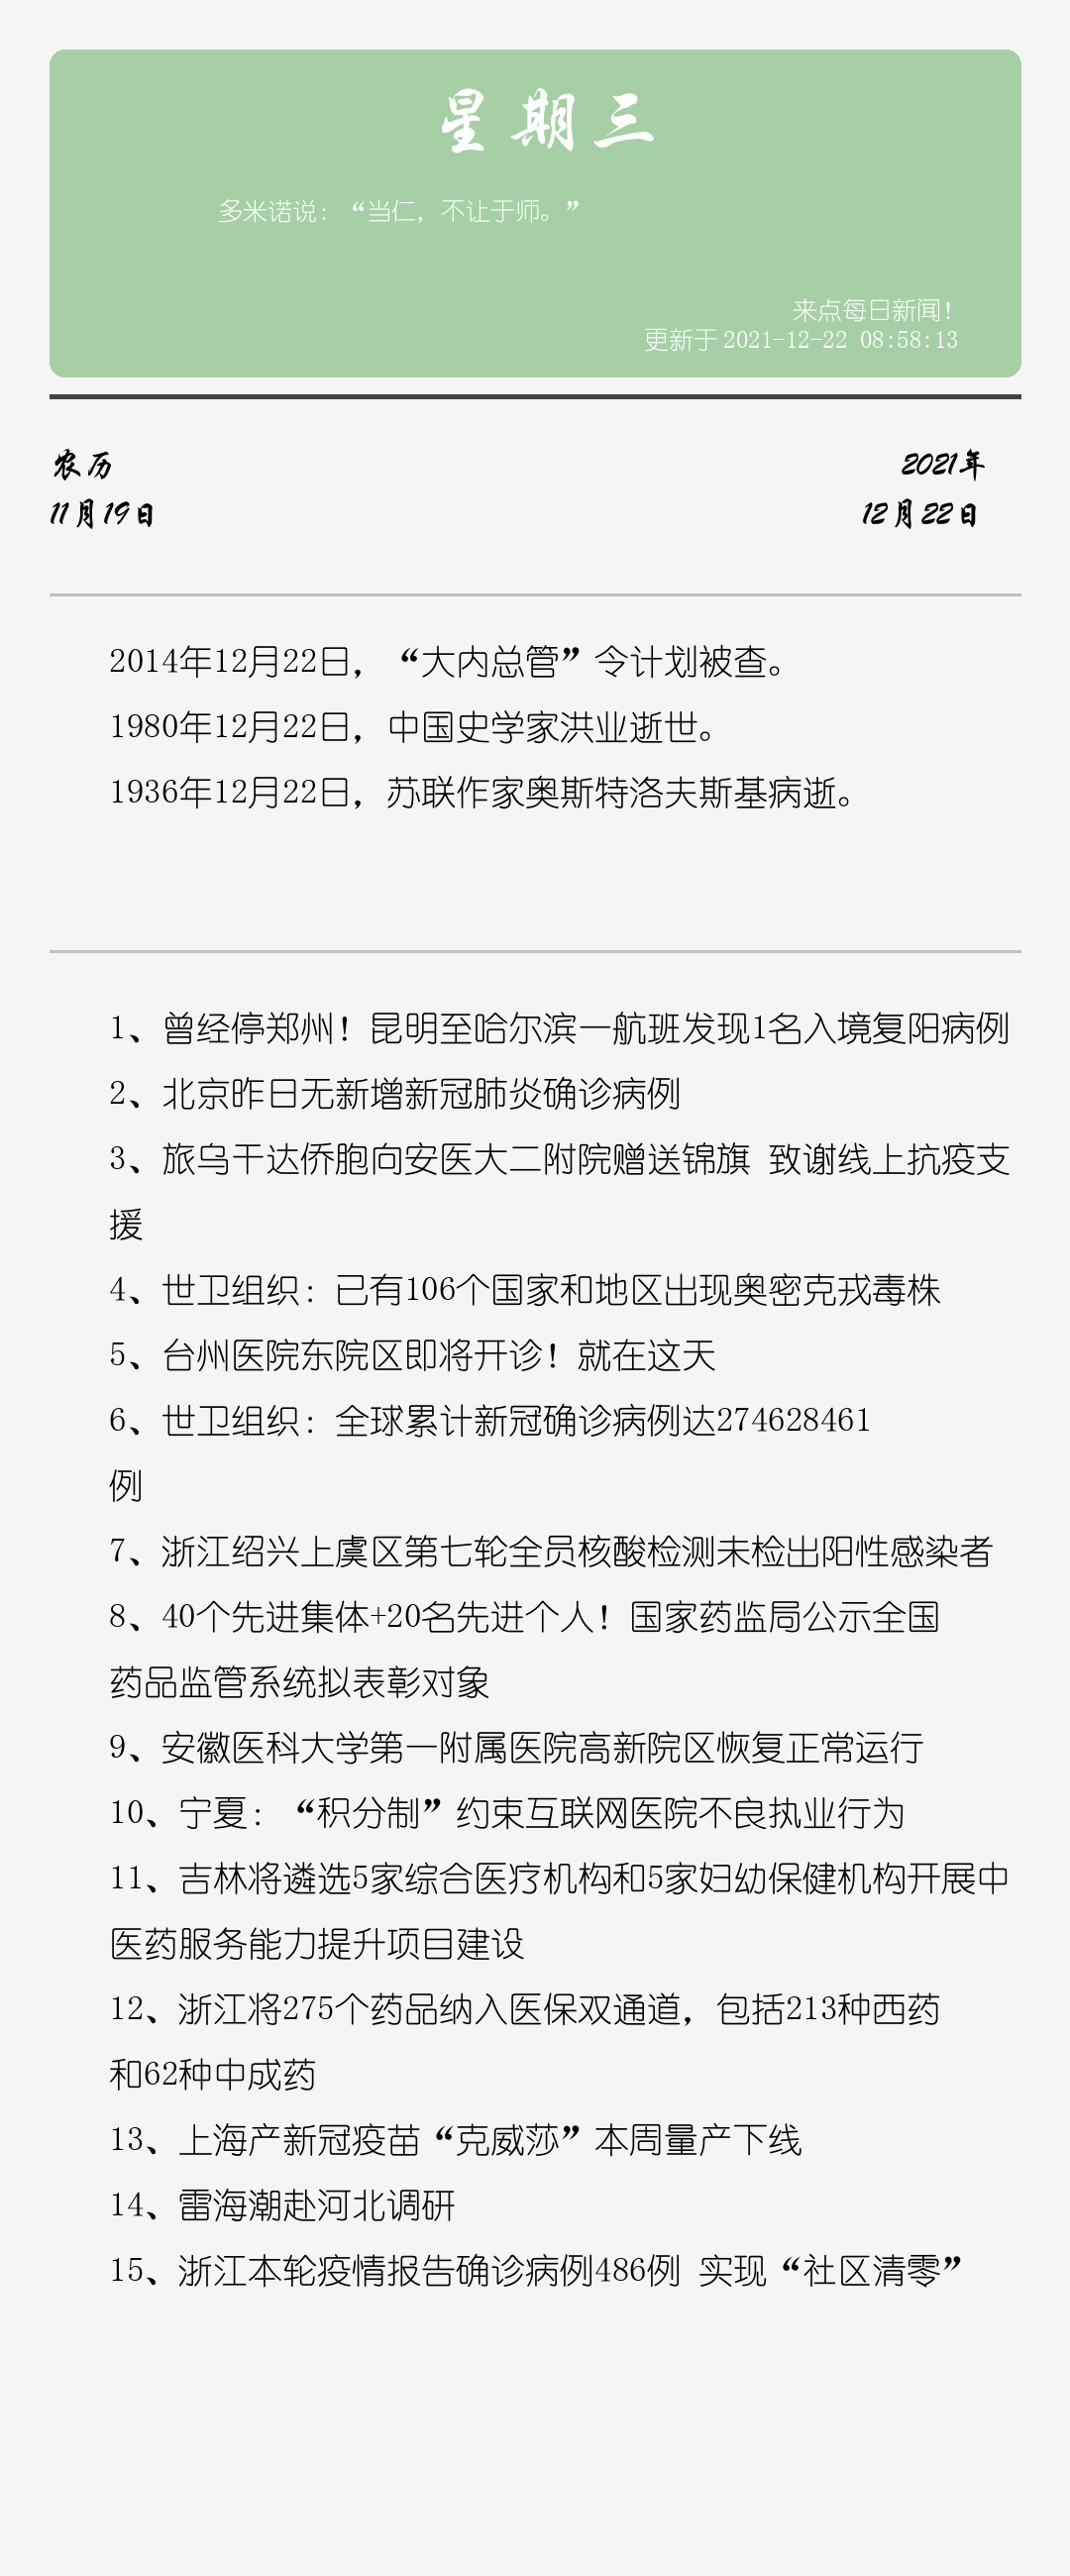 星期三
多米诺说：“当仁，不让于师。”
来点每日新闻！
更新于 2021-12-22 08:58:13
农历
2021年
11月19日
12月22日
2014年12月22日，“大内总管”令计划被查。
1980年12月22日，中国史学家洪业逝世。
1936年12月22日，苏联作家奥斯特洛夫斯基病逝。
1、曾经停郑州！昆明至哈尔滨一航班发现1名入境复阳病例
2、北京昨日无新增新冠肺炎确诊病例
3、旅乌干达侨胞向安医大二附院赠送锦旗 致谢线上抗疫支
援
4、世卫组织：已有106个国家和地区出现奥密克戎毒株
5、台州医院东院区即将开诊！就在这天
6、世卫组织：全球累计新冠确诊病例达274628461
例
7、浙江绍兴上虞区第七轮全员核酸检测未检出阳性感染者
8、40个先进集体+20名先进个人！国家药监局公示全国
药品监管系统拟表彰对象
9、安徽医科大学第一附属医院高新院区恢复正常运行
10、宁夏：“积分制”约束互联网医院不良执业行为
11、吉林将遴选5家综合医疗机构和5家妇幼保健机构开展中
医药服务能力提升项目建设
12、浙江将275个药品纳入医保双通道，包括213种西药
和62种中成药
13、上海产新冠疫苗“克威莎”本周量产下线
14、雷海潮赴河北调研
15、浙江本轮疫情报告确诊病例486例 实现“社区清零”